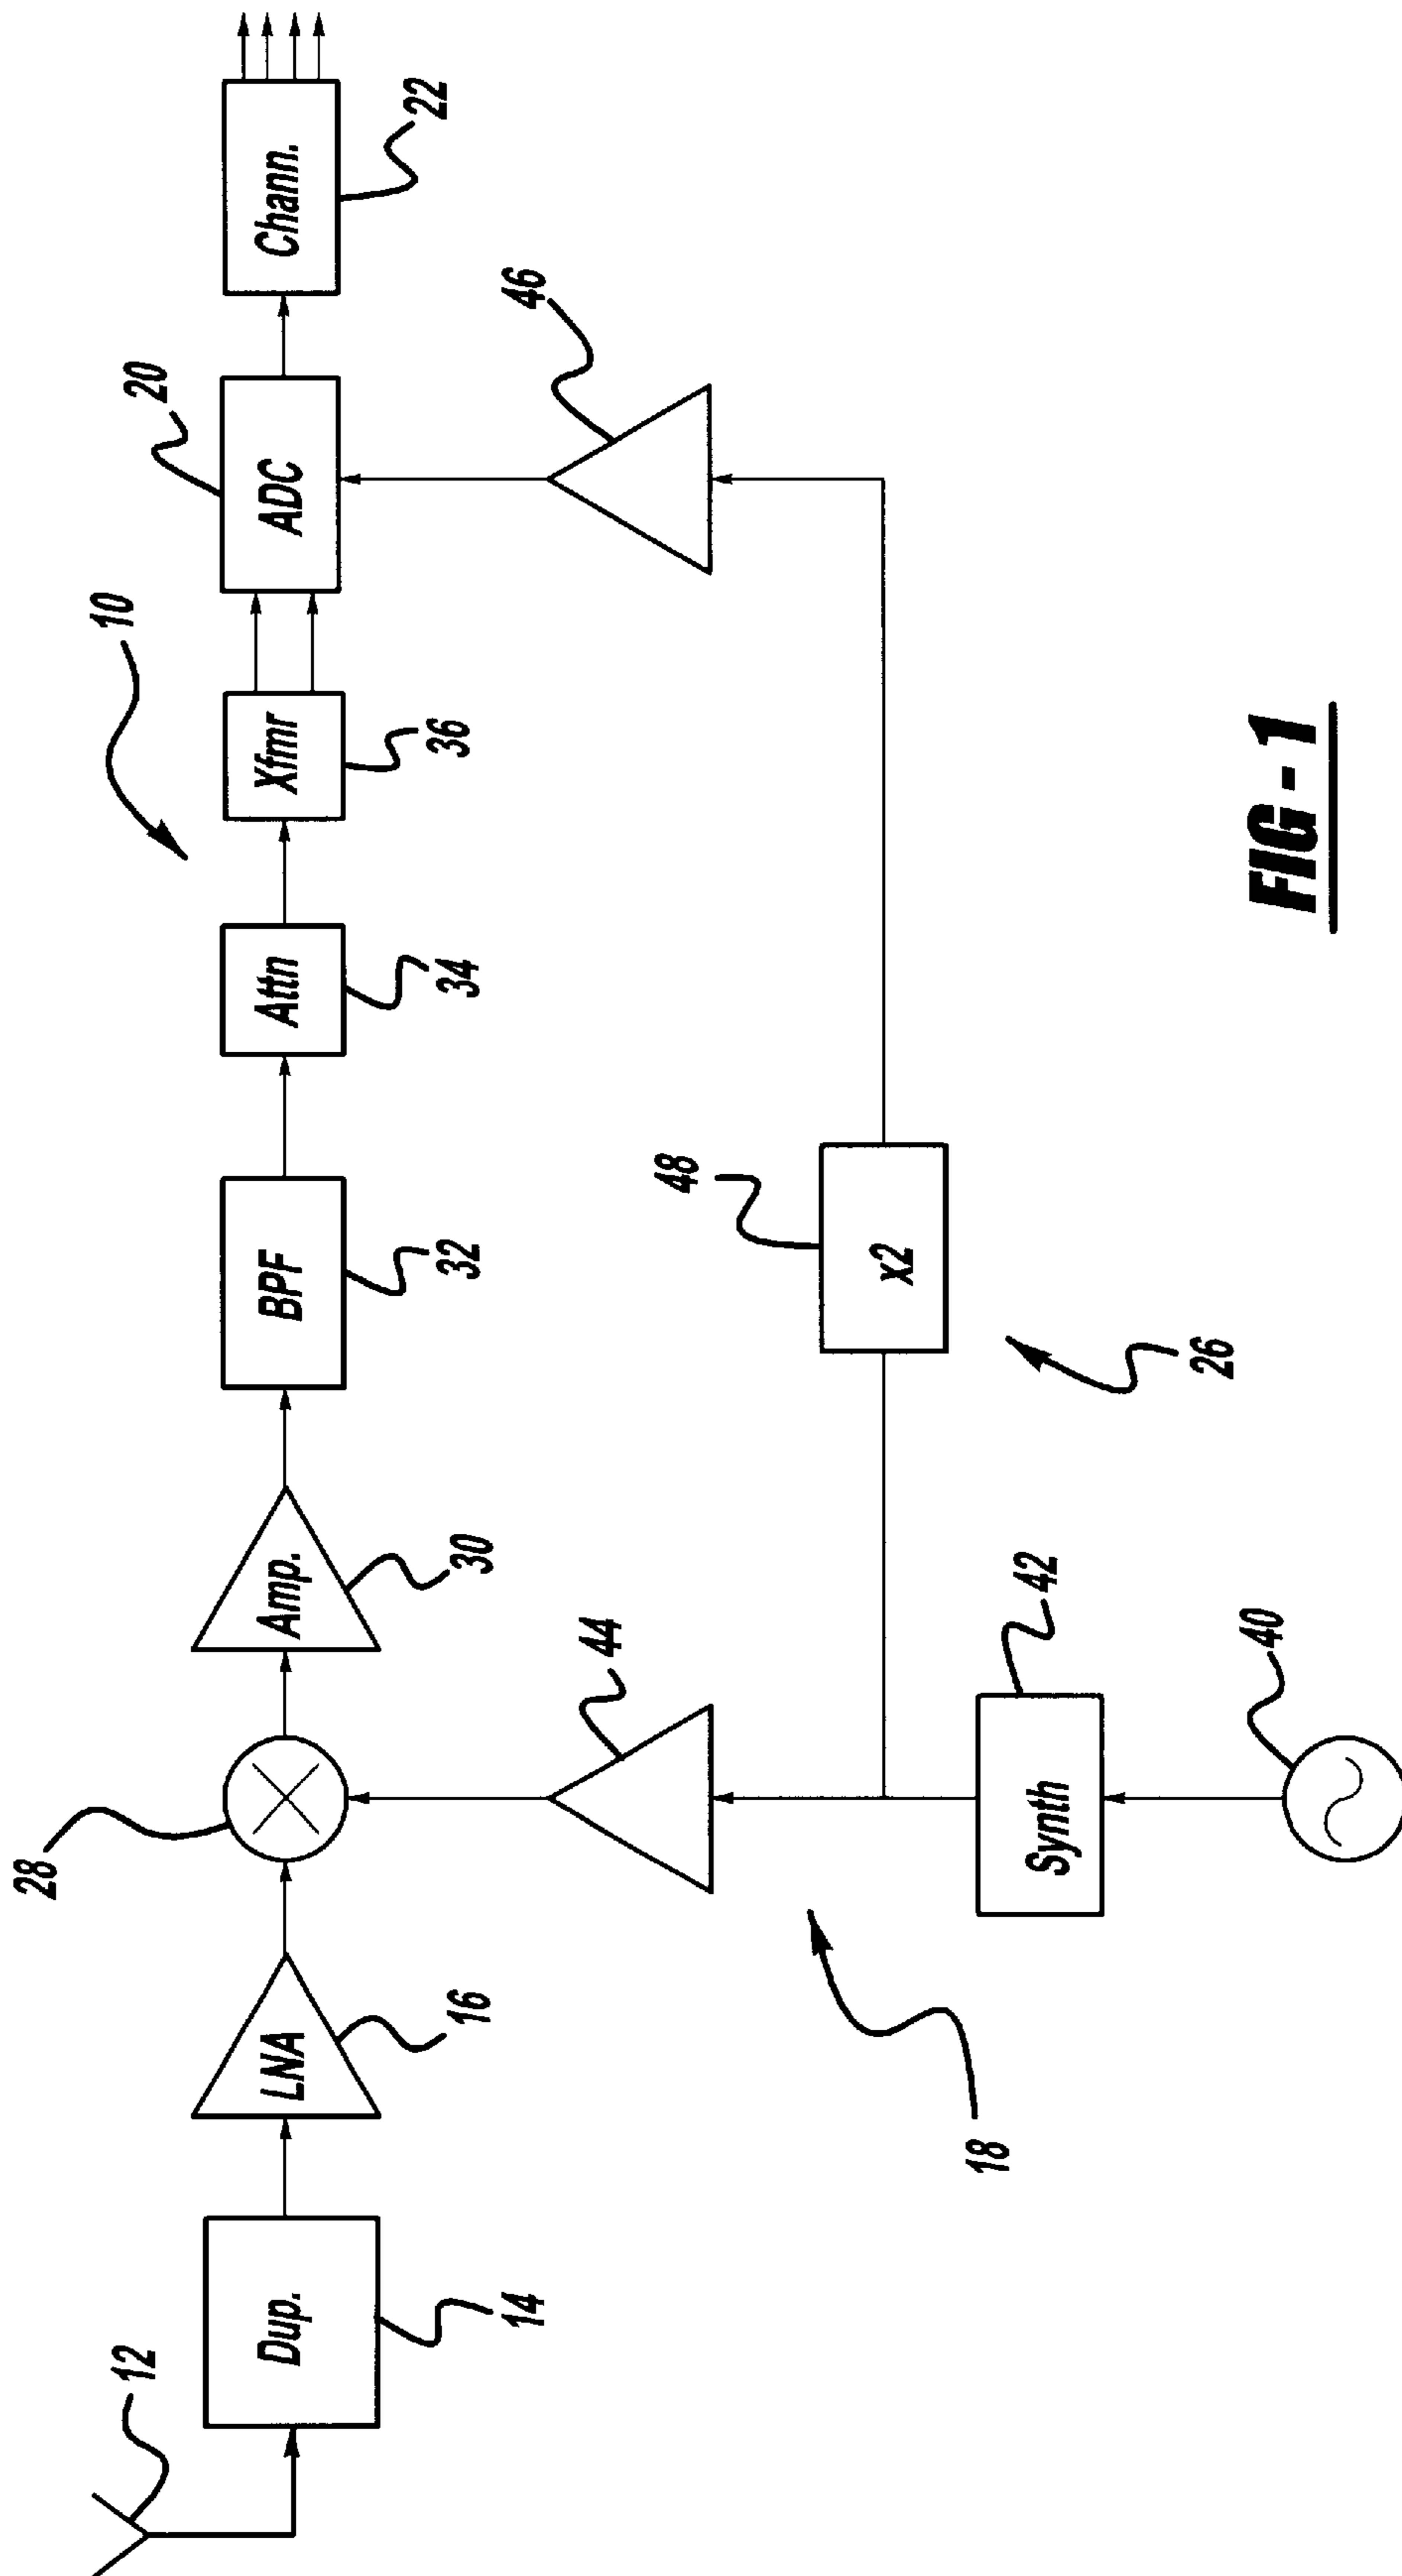 12
Dup.
14
LNA
16
28
Amp.
30
BPF
32
Attn
34
10
Xfmr
36
20
ADC
Chann.
22
18
44
48
x2
26
46
Synth
42
40
FIG - 1